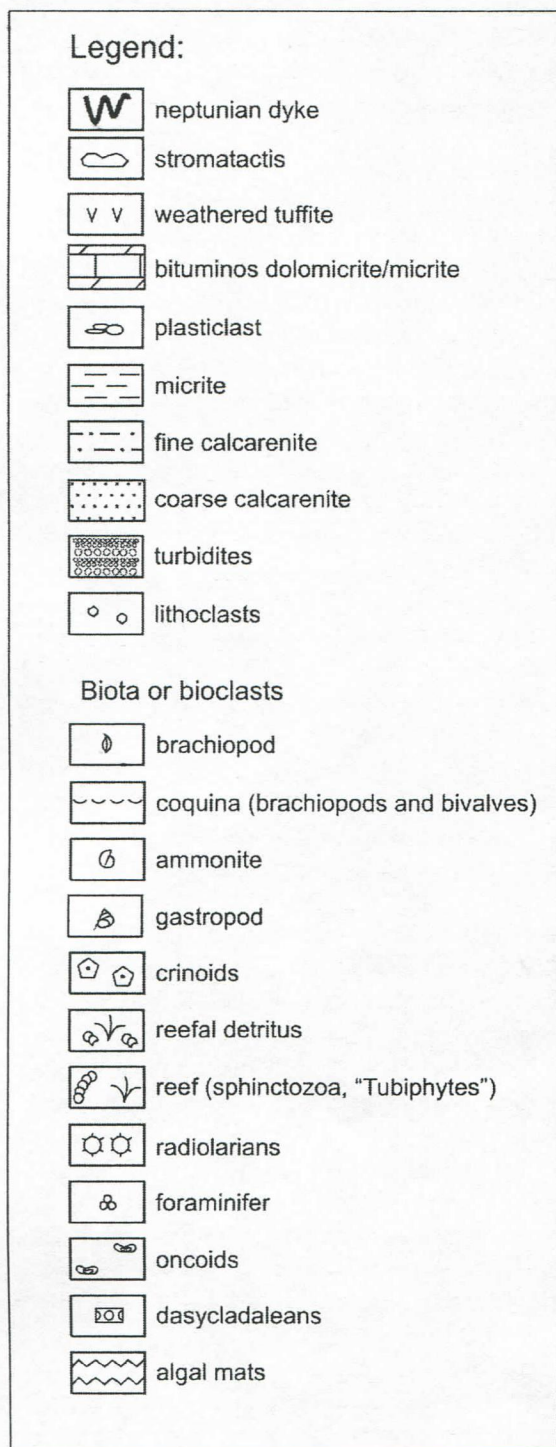 Legend:
neptunian dyke
stromatactis
weathered tuffite
bituminos dolomicrite/micrite
plasticlast
micrite
fine calcarenite
coarse calcarenite
turbidites
lithoclasts
Biota or bioclasts
brachiopod
coquina (brachiopods and bivalves)
ammonite
gastropod
crinoids
reefal detritus
reef (sphinctozoa, "Tubiphytes")
radiolarians
foraminifer
oncoids
dasycladaleans
algal mats